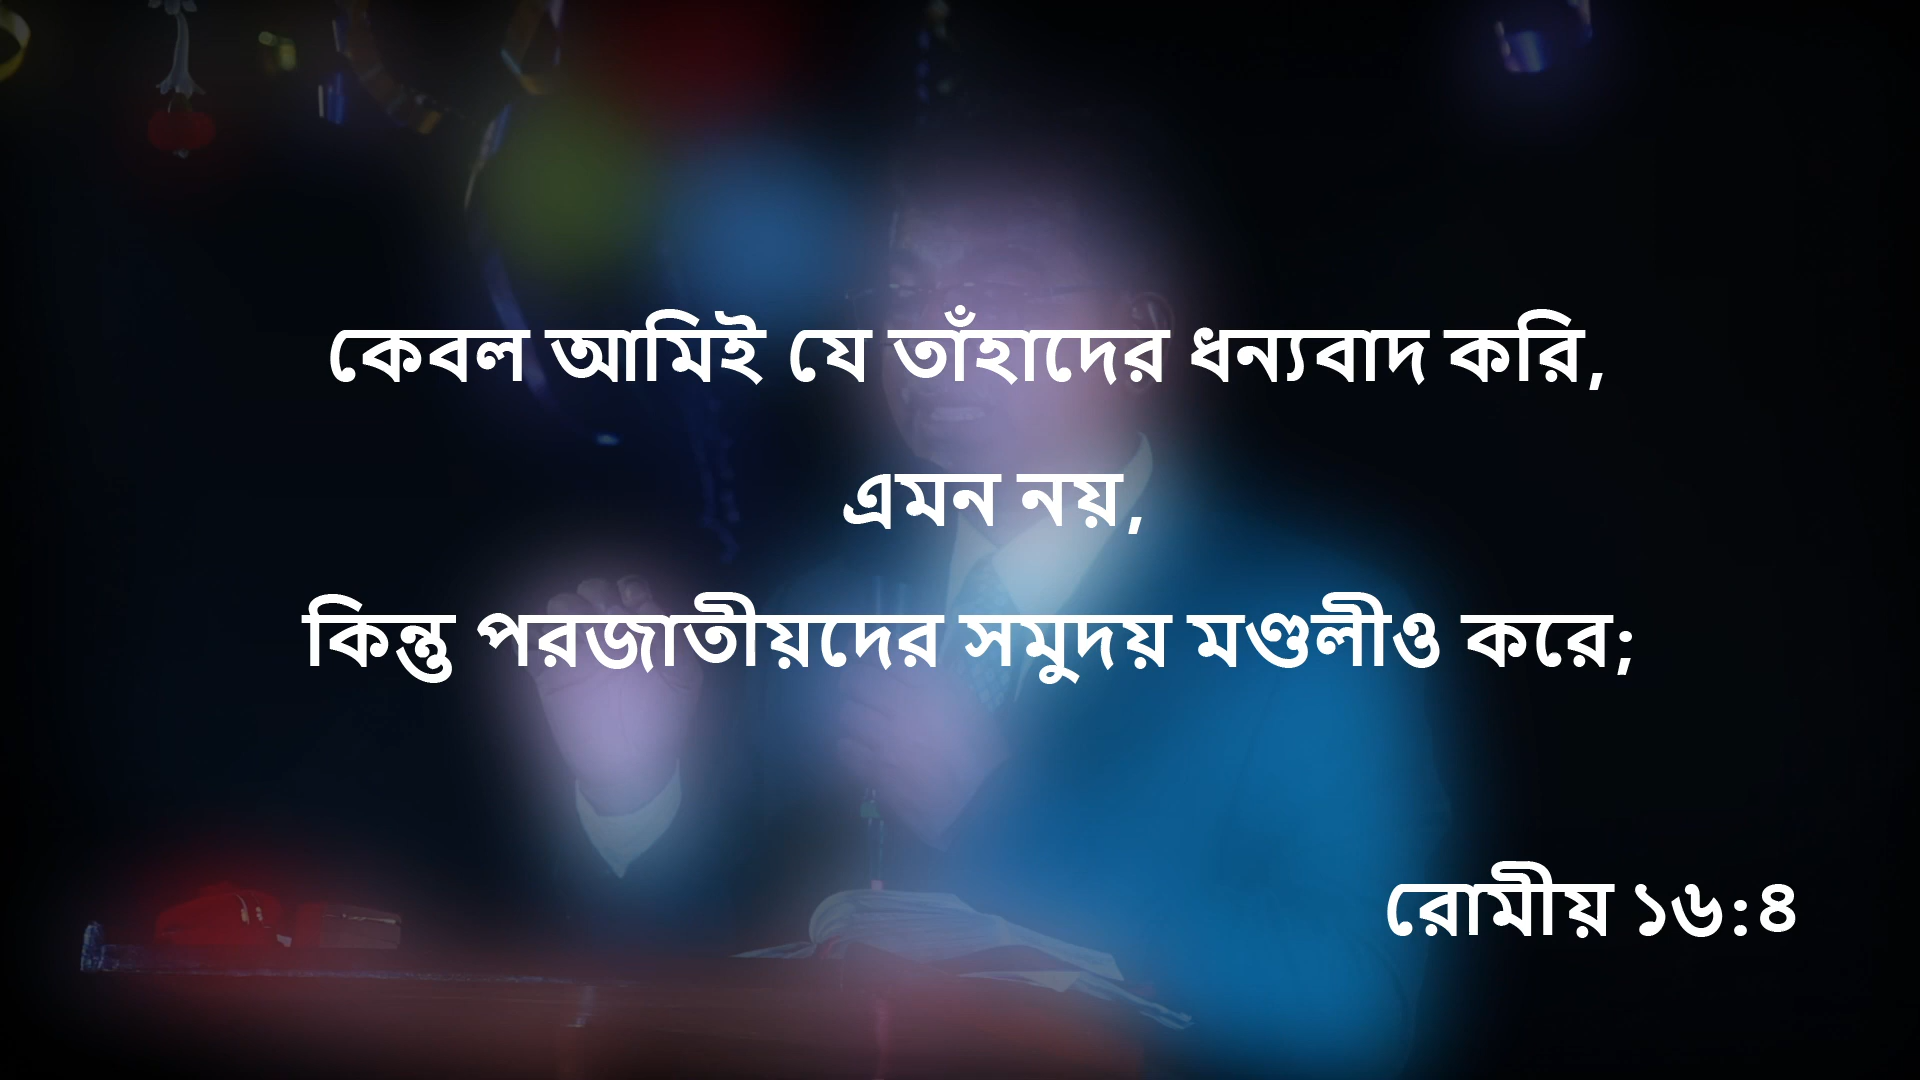 কেবল আমিই যে তাঁহাদের ধন্যবাদ করি,
এমন নয়,
কিন্তু পরজাতীয়দের সমুদয় মণ্ডলীও করে;
রোমীয় ১৬:৪